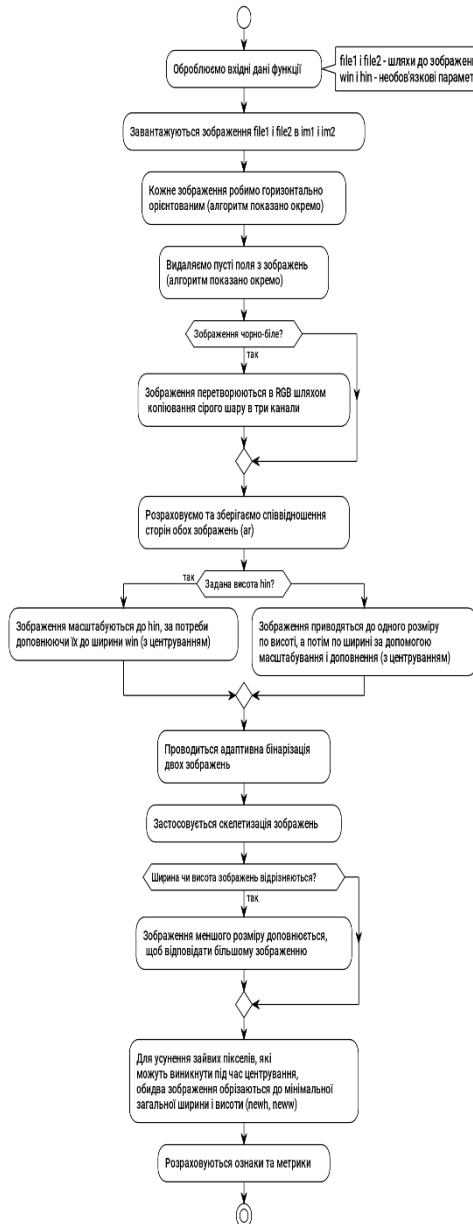 Оброблюємо вхідні дані функції
file1 і file2 - шляхи до зображень
win і hin - необов'язкові
Завантажуються зображення file1 і file2 в im1 і im2
Кожне зображення робимо горизонтально
орієнтованим (алгоритм показано окремо)
Видаляємо пусті поля з зображень
(алгоритм показано окремо)
Зображення чорно-біле?
так
Зображення перетворюються в RGB шляхом
копіювання сірого шару в три канали
Розраховуємо та зберігаємо співвідношення
сторін обох зображень (ar)
Задана висота hin?
так
Зображення масштабуються до hin, за потреби
доповнюючи їх до ширини win (з центруванням)
Зображення приводяться до одного розміру
по висоті, а потім по ширині за допомогою
масштабування і доповнення (з центруванням)
Проводиться адаптивна бінарізація
двох зображень
Застосовується скелетизація зображень
Ширина чи висота зображень відрізняються?
так
Зображення меншого розміру доповнюється,
щоб відповідати більшому зображенню
Для усунення зайвих пікселів, які
можуть виникнути під час центрування,
обидва зображення обрізаються до мінімальної
загальної ширини і висоти (newh, neww)
Розраховуються ознаки та метрики